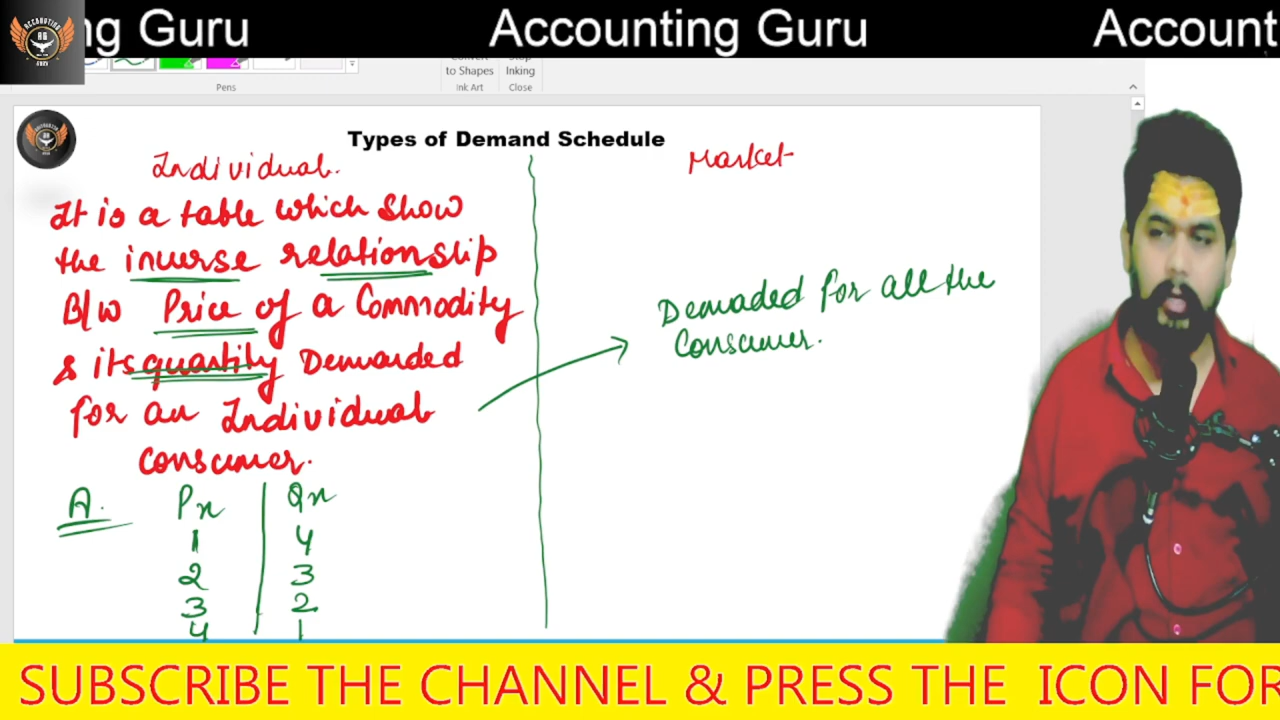 ng Guru
Accounting Guru
Account
to Shapes
Inking
Pens
Ink Art
Close
Types of Demand Schedule
Individual.
It is a table which show
the inverse relationship
B/w Price of a Commodity
& its quantity Demanded
for an Individual
Consumer.
A.
Px Qx
1 4
2 3
3 2
4 1
Market
Demaded for all the
Consumer.
SUBSCRIBE THE CHANNEL & PRESS THE ICON FOR